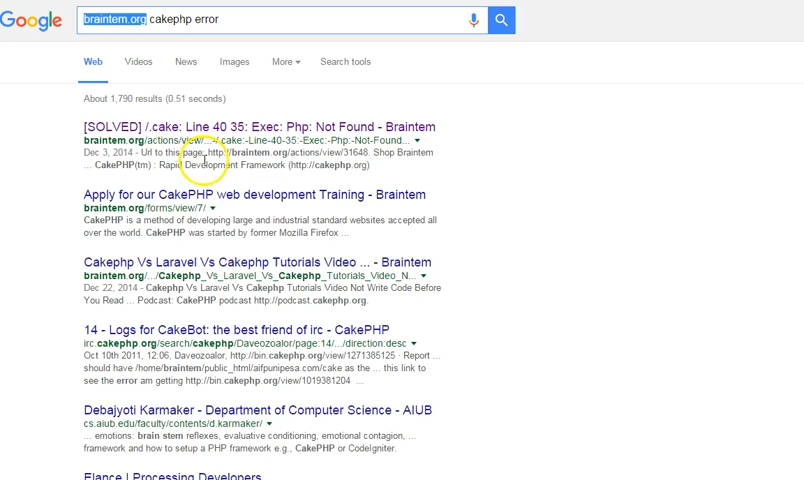 Google braintem.org cakephp error
Web Videos News Images More Search tools
About 1,790 results (0.51 seconds)
[SOLVED] /.cake: Line 40 35: Exec: Php: Not Found - Braintem
braintem.org/actions/view/...-/.cake:-Line-40-35:-Exec:-Php:-Not-Found...
Dec 3, 2014 - Url to this page: http://braintem.org/actions/view/31648. Shop Braintem
... CakePHP(tm) : Rapid Development Framework (http://cakephp.org)
Apply for our CakePHP web development Training - Braintem
braintem.org/forms/view/7/
CakePHP is a method of developing large and industrial standard websites accepted all
over the world. CakePHP was started by former Mozilla Firefox ...
Cakephp Vs Laravel Vs Cakephp Tutorials Video ... - Braintem
braintem.org/.../Cakephp_Vs_Laravel_Vs_Cakephp_Tutorials_Video_N...
Dec 22, 2014 - Cakephp Vs Laravel Vs Cakephp Tutorials Video Not Write Code Before
You Read ... Podcast: CakePHP podcast http://podcast.cakephp.org.
14 - Logs for CakeBot: the best friend of irc - CakePHP
irc.cakephp.org/search/cakephp/Daveozoalor/page:14/.../direction:desc
Oct 10th 2011, 12:06, Daveozoalor, http://bin.cakephp.org/view/1271385125 · Report ...
should have /home/braintem/public_html/aifpunipesa.com/cake as the ... this link to
see the error am getting http://bin.cakephp.org/view/1019381204 ...
Debajyoti Karmaker - Department of Computer Science - AIUB
cs.aiub.edu/faculty/contents/d.karmaker/
... emotions: brain stem reflexes, evaluative conditioning, emotional contagion, ...
framework and how to setup a PHP framework e.g., CakePHP or CodeIgniter.
Elance | Processing Developers